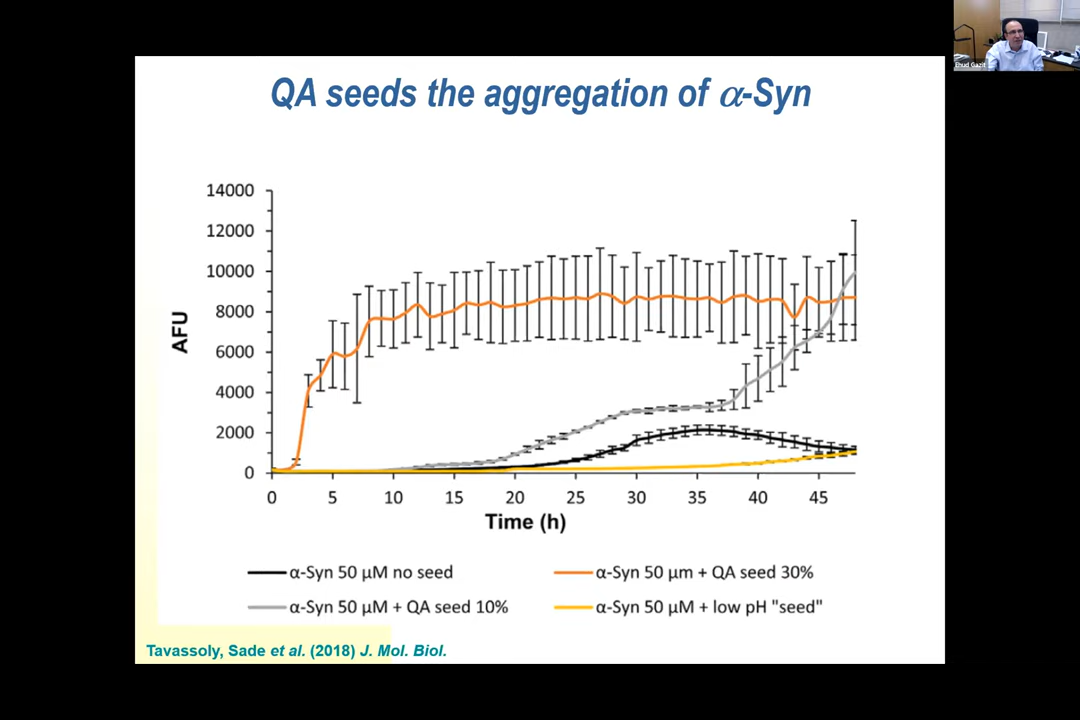 Ehud Gazit
QA seeds the aggregation of α-Syn
14000
12000
10000
8000
6000
4000
2000
0
AFU
0 5 10 15 20 25 30 35 40 45
Time (h)
α-Syn 50 µM no seed
α-Syn 50 µm + QA seed 30%
α-Syn 50 µM + QA seed 10%
α-Syn 50 µM + low pH "seed"
Tavassoly, Sade et al. (2018) J. Mol. Biol.